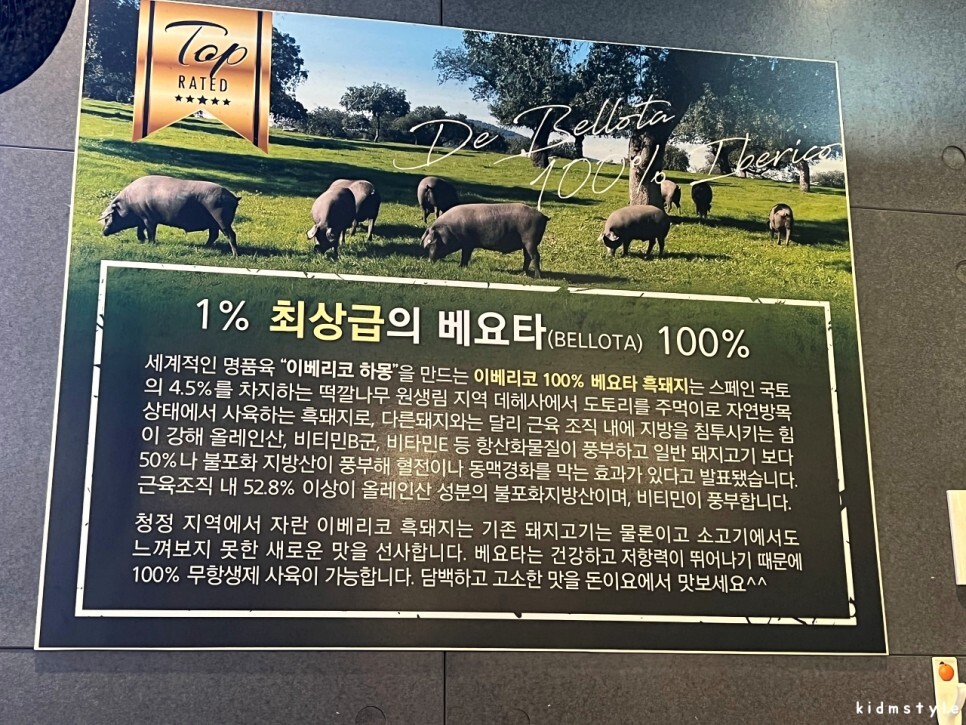 Top
RATED
★★★★★
De Bellota
100% Iberico
1% 최상급의 베요타(BELLOTA) 100%
세계적인 명품육 “이베리코 하몽”을 만드는 이베리코 100% 베요타 흑돼지는 스페인 국토
의 4.5%를 차지하는 떡깔나무 원생림 지역 데헤사에서 도토리를 주먹이로 자연방목
상태에서 사육하는 흑돼지로, 다른돼지와는 달리 근육 조직 내에 지방을 침투시키는 힘
이 강해 올레인산, 비티민B군, 비타민E 등 항산화물질이 풍부하고 일반 돼지고기 보다
50%나 불포화 지방산이 풍부해 혈전이나 동맥경화를 막는 효과가 있다고 발표됐습니다.
근육조직 내 52.8% 이상이 올레인산 성분의 불포화지방산이며, 비티민이 풍부합니다.
청정 지역에서 자란 이베리코 흑돼지는 기존 돼지고기는 물론이고 소고기에서도
느껴보지 못한 새로운 맛을 선사합니다. 베요타는 건강하고 저항력이 뛰어나기 때문에
100% 무항생제 사육이 가능합니다. 담백하고 고소한 맛을 돈이요에서 맛보세요^^
kidmstyle